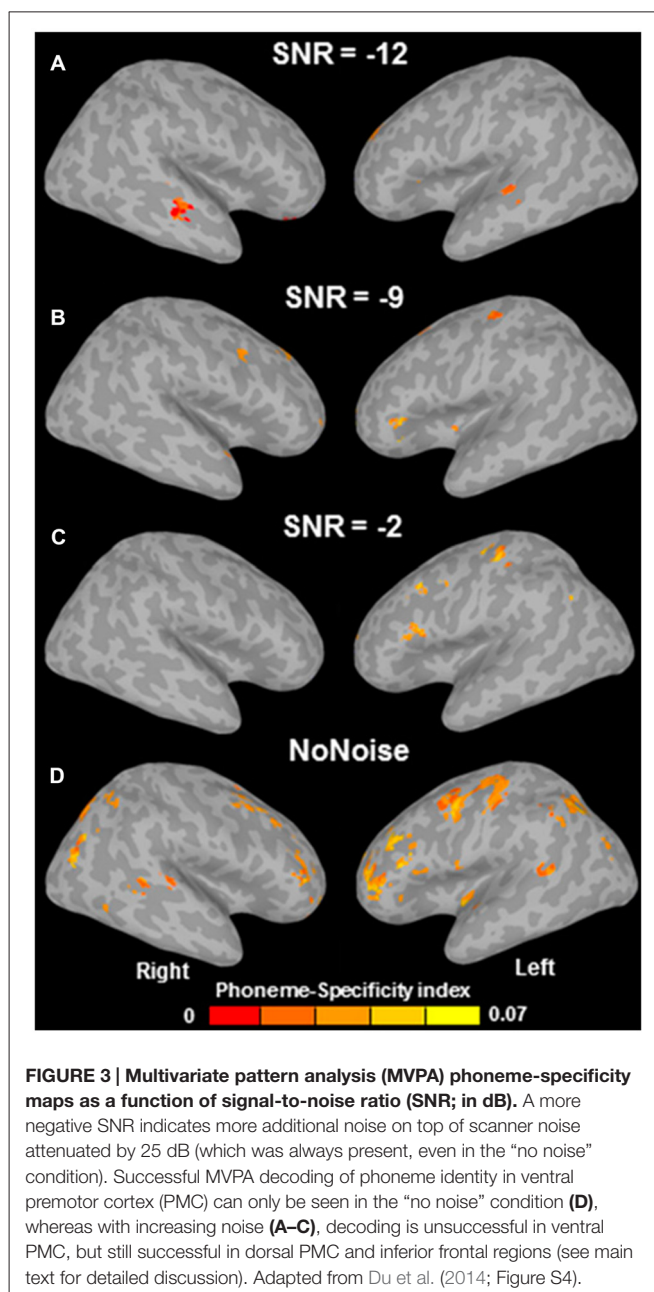 A
SNR = -12
B
SNR = -9
C
SNR = -2
D
NoNoise
Right
Left
Phoneme-Specificity index
0
0.07
FIGURE 3 | Multivariate pattern analysis (MVPA) phoneme-specificity
maps as a function of signal-to-noise ratio (SNR; in dB). A more
negative SNR indicates more additional noise on top of scanner noise
attenuated by 25 dB (which was always present, even in the “no noise”
condition). Successful MVPA decoding of phoneme identity in ventral
premotor cortex (PMC) can only be seen in the “no noise” condition (D),
whereas with increasing noise (A–C), decoding is unsuccessful in ventral
PMC, but still successful in dorsal PMC and inferior frontal regions (see main
text for detailed discussion). Adapted from Du et al. (2014; Figure S4).